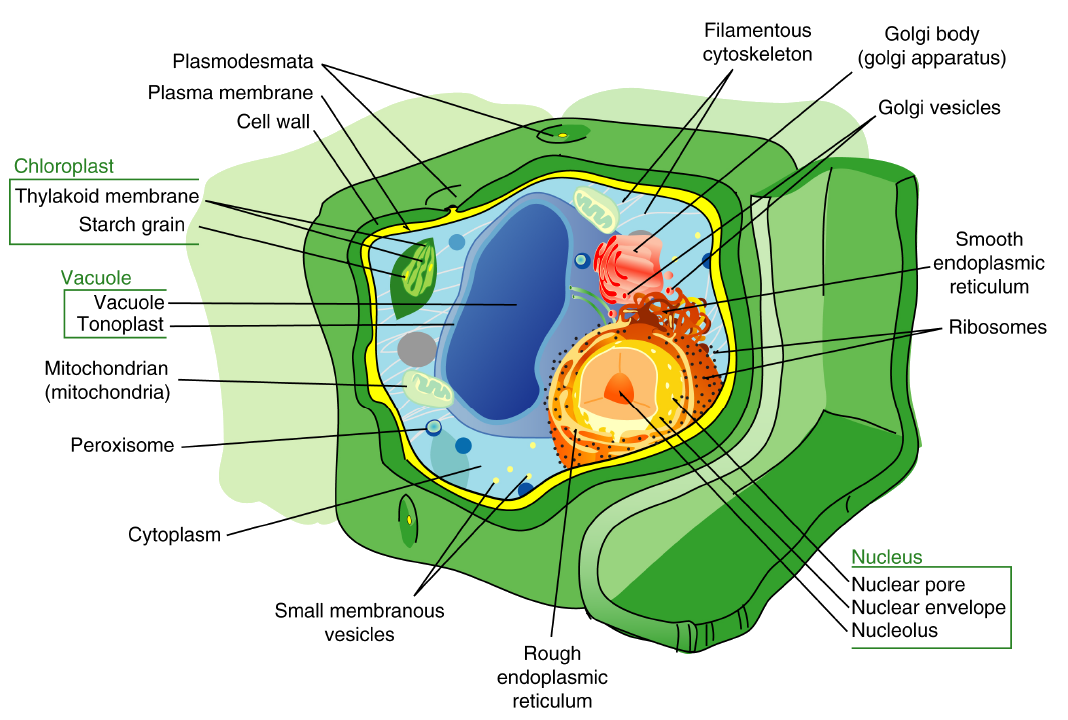 Filamentous
cytoskeleton
Golgi body
(golgi apparatus)
Golgi vesicles
Smooth
endoplasmic
reticulum
Ribosomes
Plasmodesmata
Plasma membrane
Cell wall
Chloroplast
Thylakoid membrane
Starch grain
Vacuole
Vacuole
Tonoplast
Mitochondrian
(mitochondria)
Peroxisome
Cytoplasm
Small membranous
vesicles
Rough
endoplasmic
reticulum
Nucleus
Nuclear pore
Nuclear envelope
Nucleolus